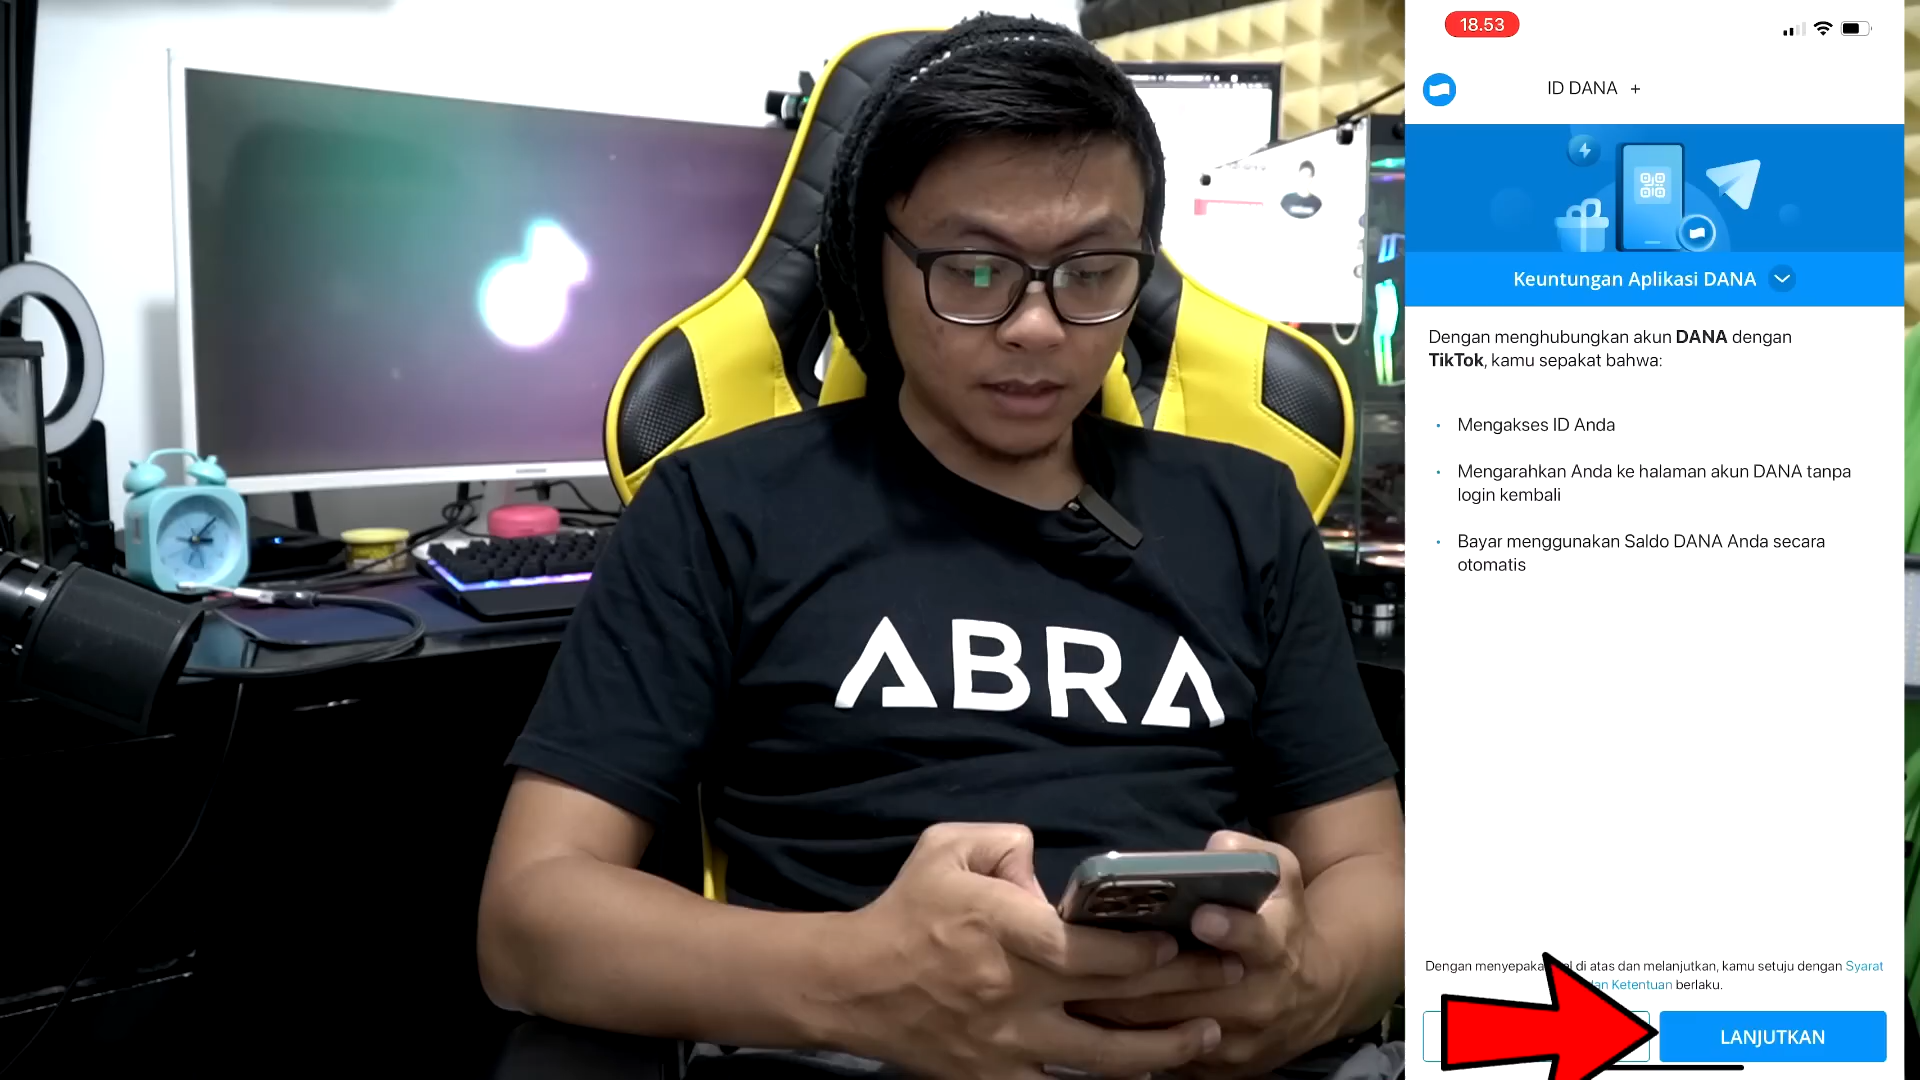 18.53
ID DANA +
Keuntungan Aplikasi DANA
Dengan menghubungkan akun DANA dengan
TikTok, kamu sepakat bahwa:
• Mengakses ID Anda
• Mengarahkan Anda ke halaman akun DANA tanpa
login kembali
• Bayar menggunakan Saldo DANA Anda secara
otomatis
Dengan di atas dan melanjutkan, kamu setuju dengan Syarat
Ketentuan berlaku.
LANJUTKAN
ABRA